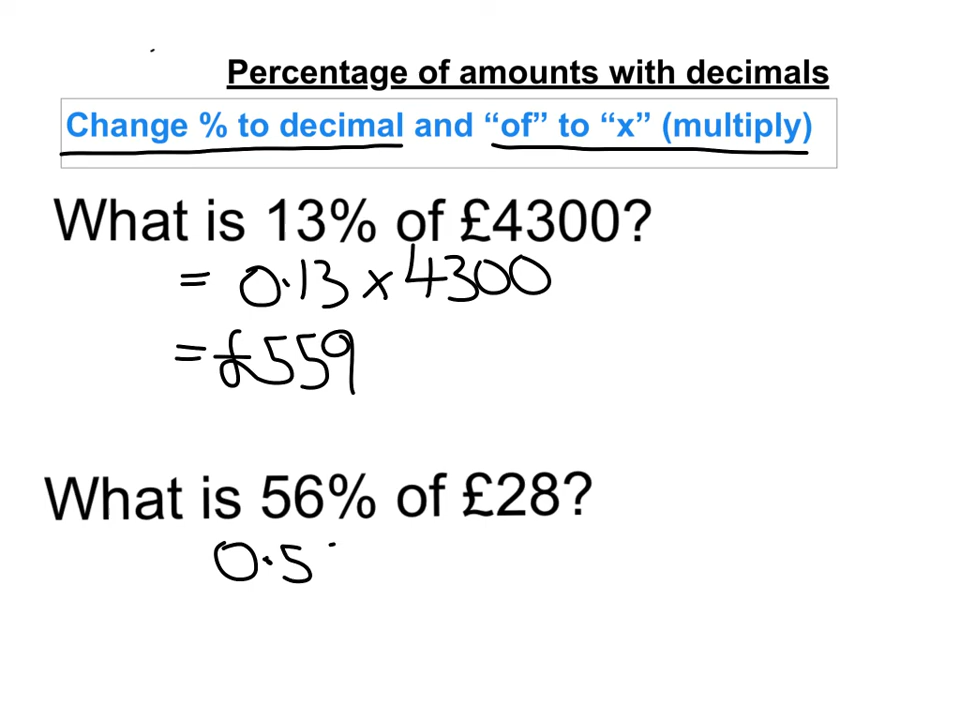 Percentage of amounts with decimals
Change % to decimal and “of” to “x” (multiply)
What is 13% of £4300?
= 0.13 x 4300
= £559
What is 56% of £28?
0.5